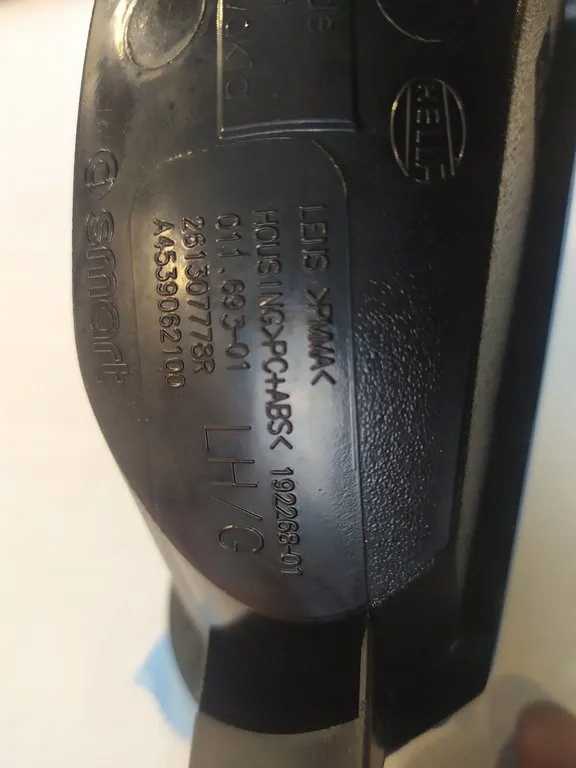 HELLA
LENS >PMMA<
HOUSING>PC+ABS< 192268-01
011.693-01
LH/G
261307778R
A4539062100
smart